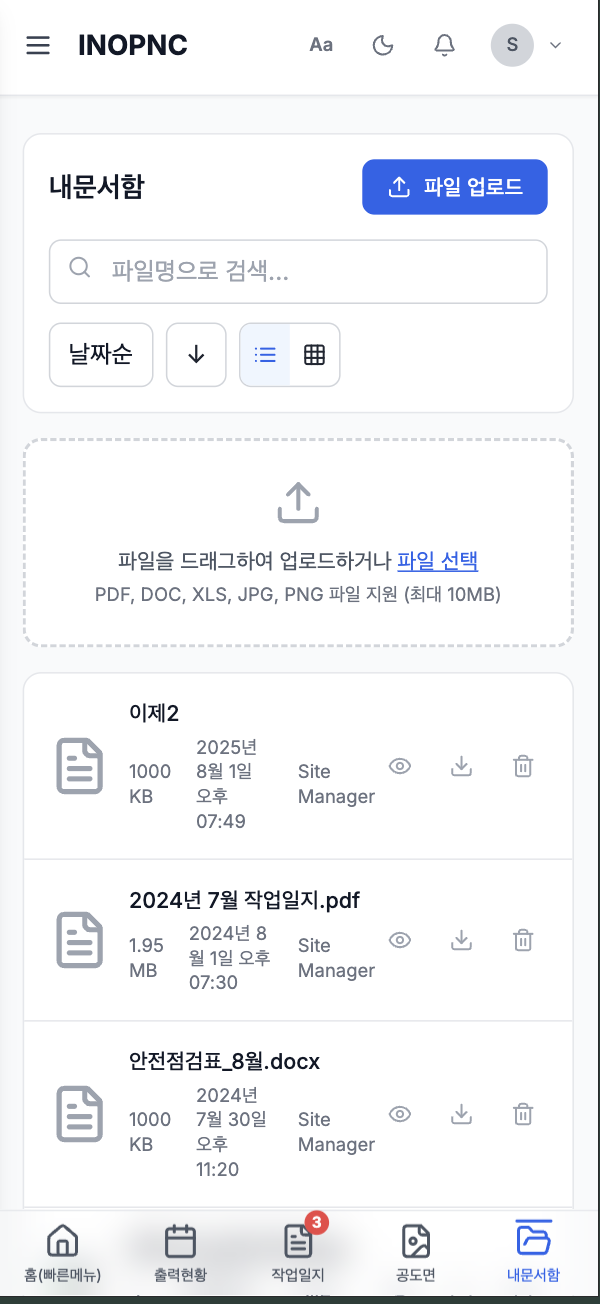 INOPNC
Aa
S
내문서함
파일 업로드
파일명으로 검색...
날짜순
파일을 드래그하여 업로드하거나 파일 선택
PDF, DOC, XLS, JPG, PNG 파일 지원 (최대 10MB)
이제2
1000
KB
2025년
8월 1일
오후
07:49
Site
Manager
2024년 7월 작업일지.pdf
1.95
MB
2024년 8
월 1일 오후
07:30
Site
Manager
안전점검표_8월.docx
1000
KB
2024년
7월 30일
오후
11:20
Site
Manager
3
홈(빠른메뉴)
출력현황
작업일지
공도면
내문서함